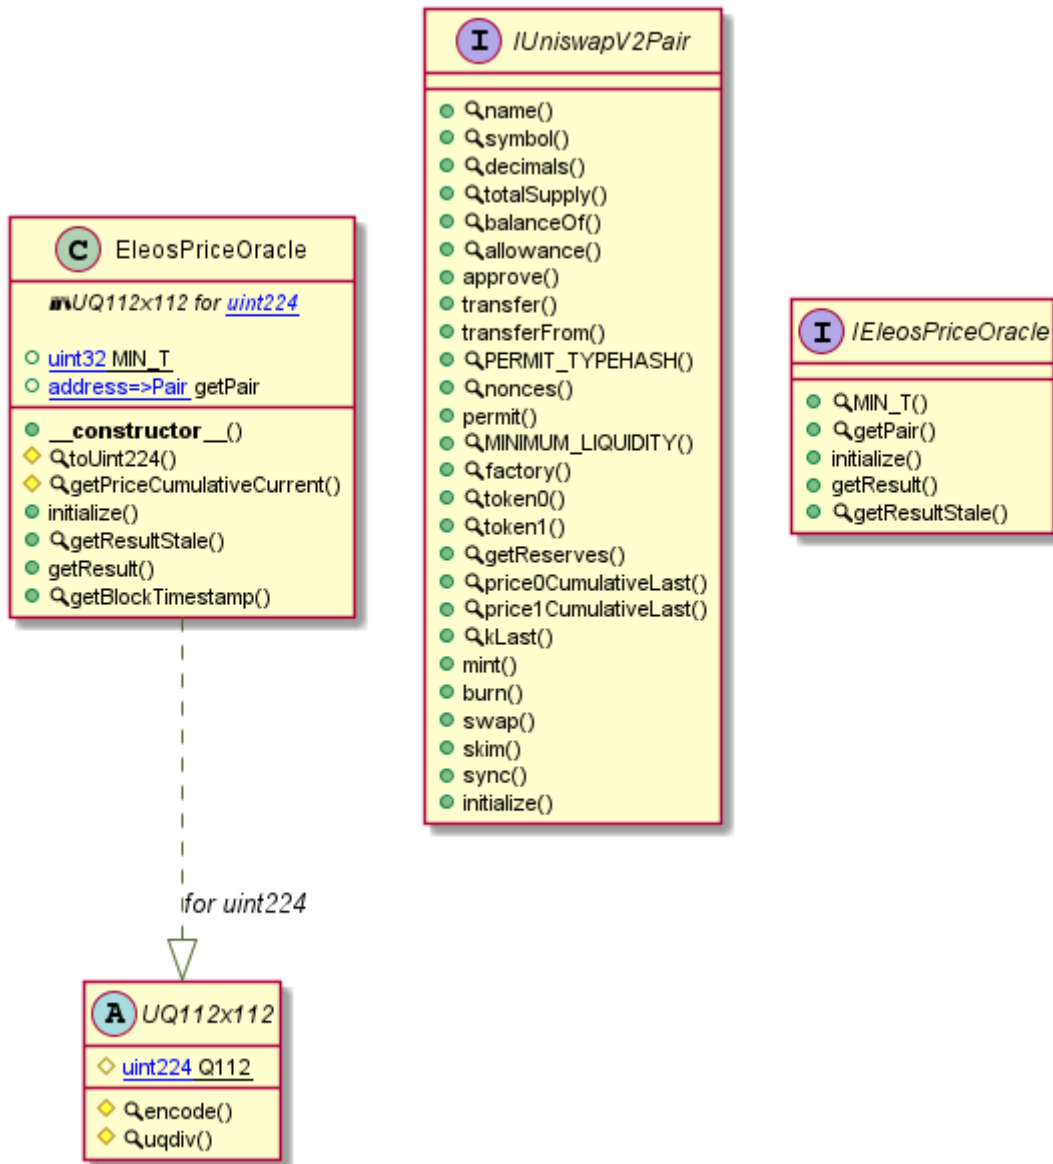 I IUniswapV2Pair
name()
symbol()
decimals()
totalSupply()
balanceOf()
allowance()
approve()
transfer()
transferFrom()
PERMIT_TYPEHASH()
nonces()
permit()
MINIMUM_LIQUIDITY()
factory()
token0()
token1()
getReserves()
price0CumulativeLast()
price1CumulativeLast()
kLast()
mint()
burn()
swap()
skim()
sync()
initialize()
C EleosPriceOracle
UQ112x112 for uint224
uint32 MIN_T
address=>Pair getPair
__constructor__()
toUint224()
getPriceCumulativeCurrent()
initialize()
getResultStale()
getResult()
getBlockTimestamp()
I IEleosPriceOracle
MIN_T()
getPair()
initialize()
getResult()
getResultStale()
for uint224
A UQ112x112
uint224 Q112
encode()
uqdiv()